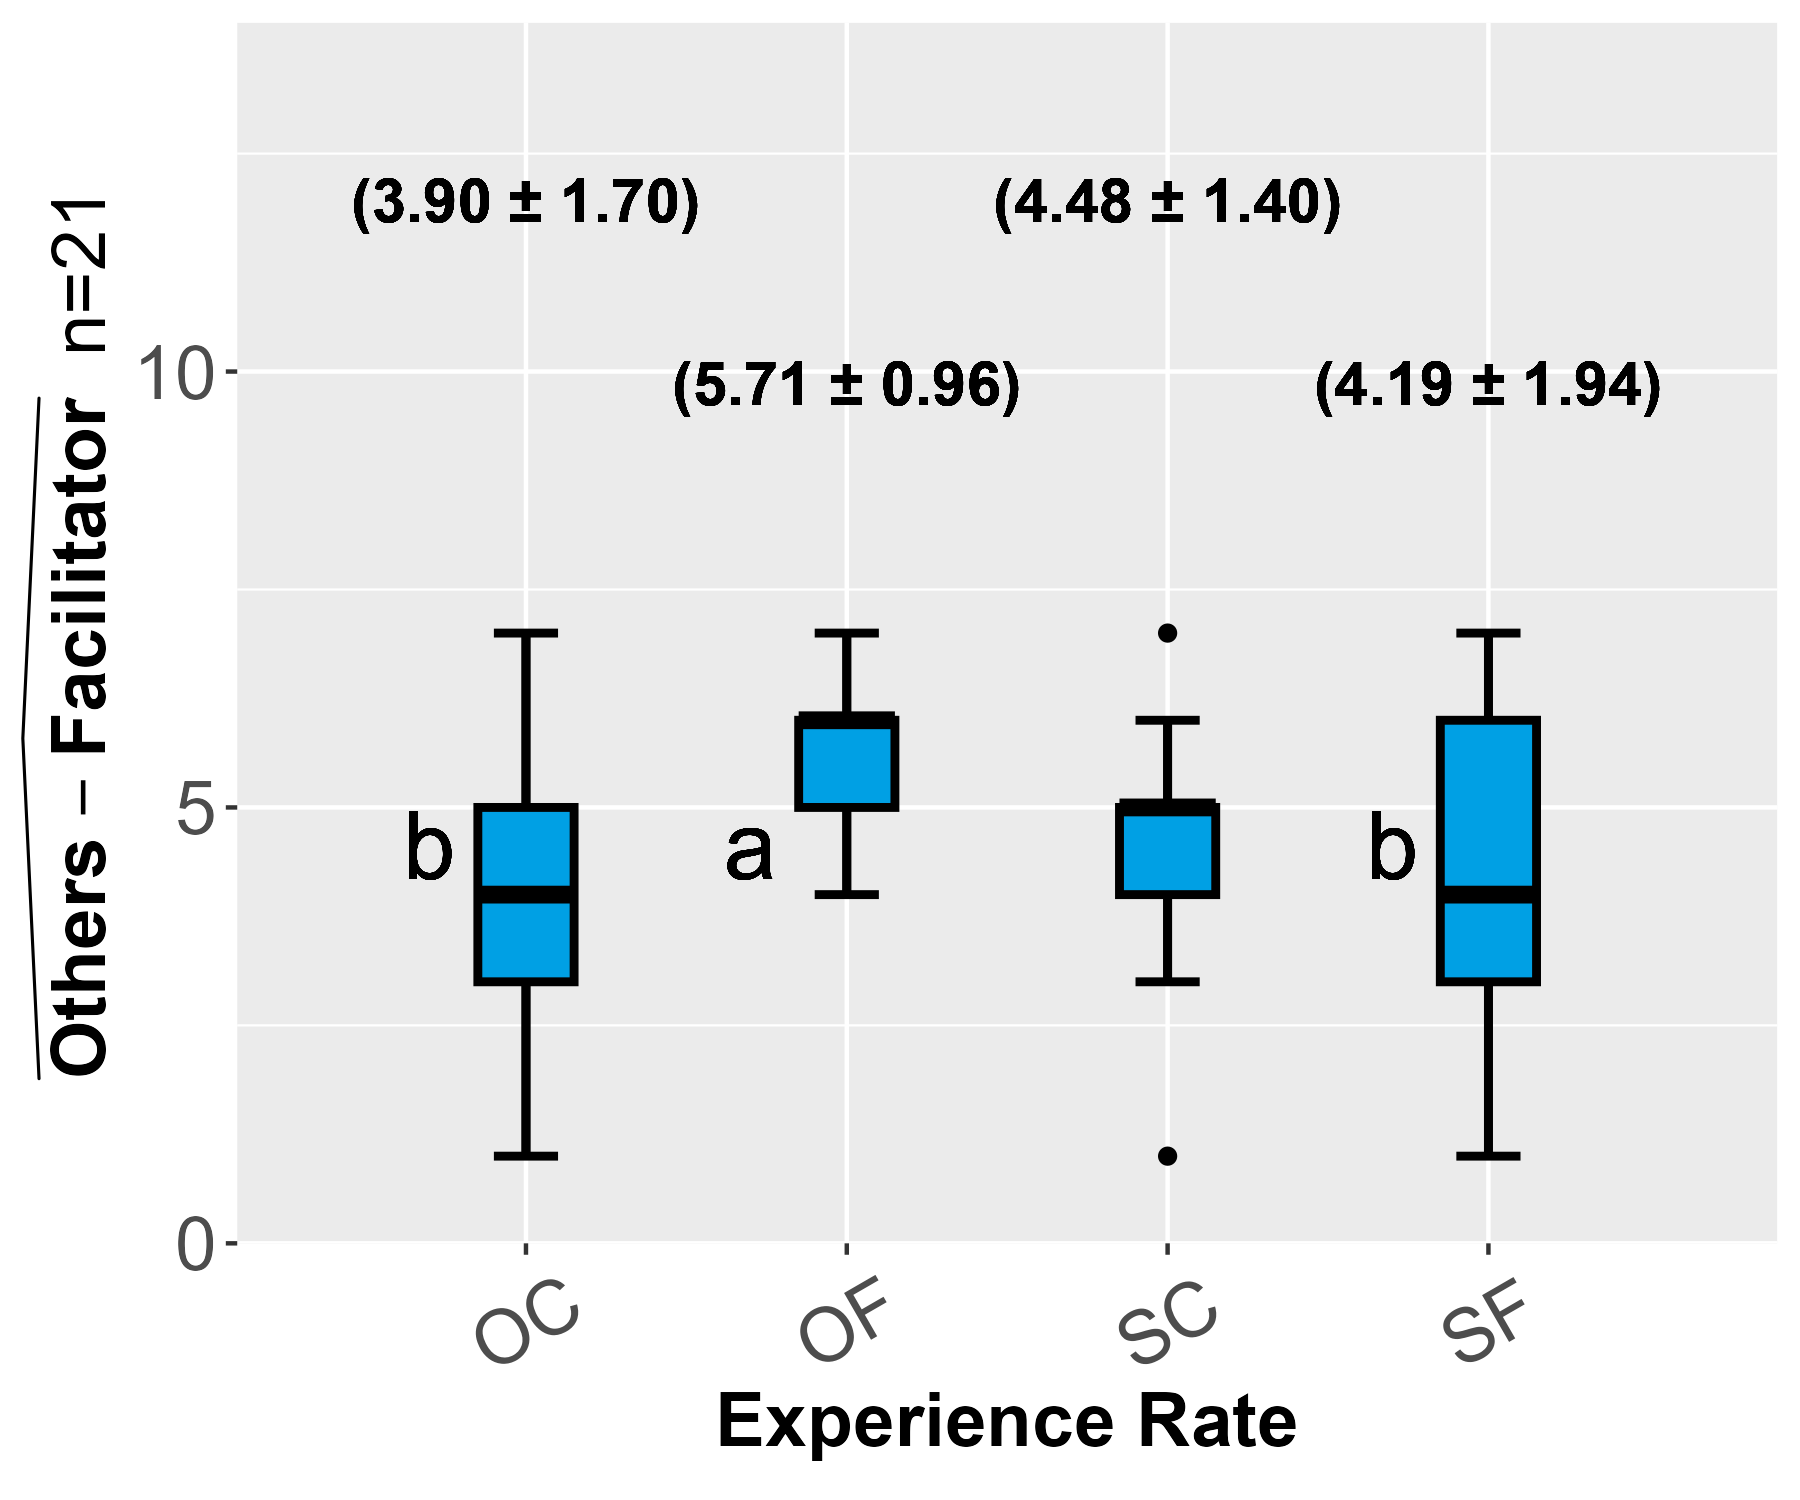 Others – Facilitator n=21
(3.90 ± 1.70)
(4.48 ± 1.40)
(5.71 ± 0.96)
(4.19 ± 1.94)
10
5
0
b
a
b
OC
OF
SC
SF
Experience Rate